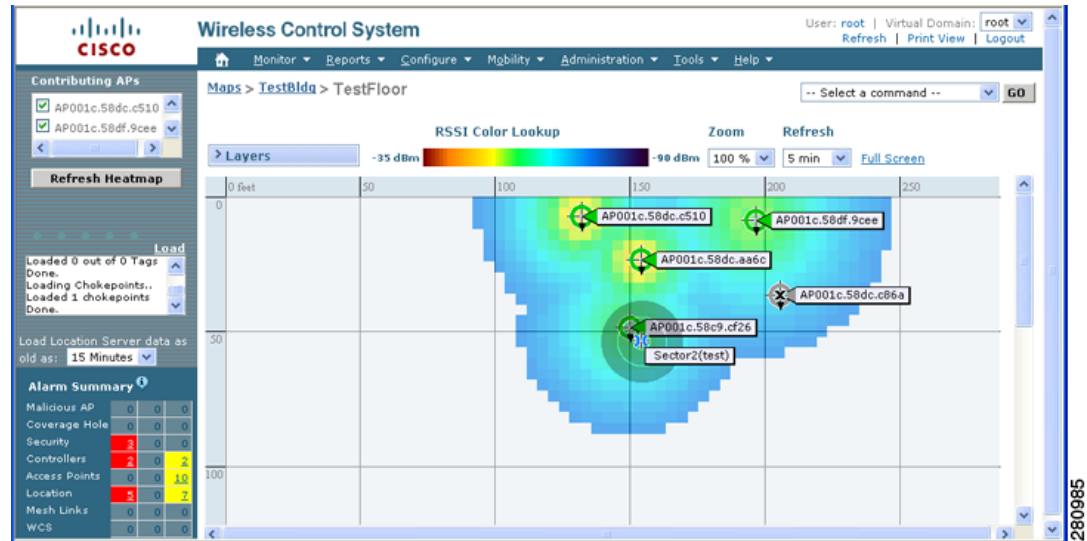 CISCO
Wireless Control System
User: root | Virtual Domain: root
Refresh | Print View | Logout
Monitor Reports Configure Mobility Administration Tools Help
Contributing APs
AP001c.58dc.c510
AP001c.58df.9cee
Refresh Heatmap
Load
Loaded 0 out of 0 Tags
Done.
Loading Chokepoints..
Loaded 1 chokepoints
Done.
Load Location Server data as
old as: 15 Minutes
Alarm Summary
Malicious AP 0 0 0
Coverage Hole 0 0 0
Security 0 0
Controllers 2 0 2
Access Points 0 0 10
Location 0 7
Mesh Links 0 0 0
WCS 0 0 0
Maps > TestBldg > TestFloor
-- Select a command -- GO
RSSI Color Lookup Zoom Refresh
> Layers -35 dBm -90 dBm 100 % 5 min Full Screen
0 feet 50 100 150 200 250
0
50
100
AP001c.58dc.c510
AP001c.58df.9cee
AP001c.58dc.aa6c
AP001c.58dc.c86a
AP001c.58c9.cf26
Sector2(test)
280985